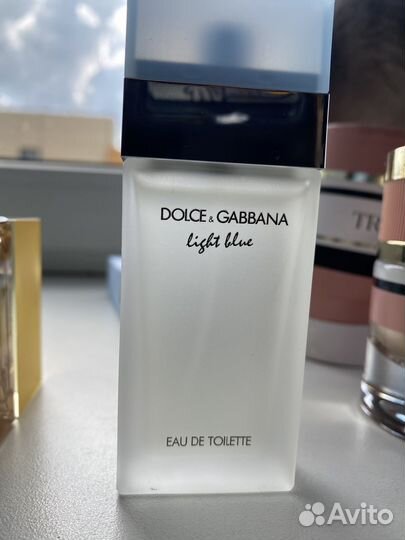 DOLCE & GABBANA
light blue
TR
EAU DE TOILETTE
Avito